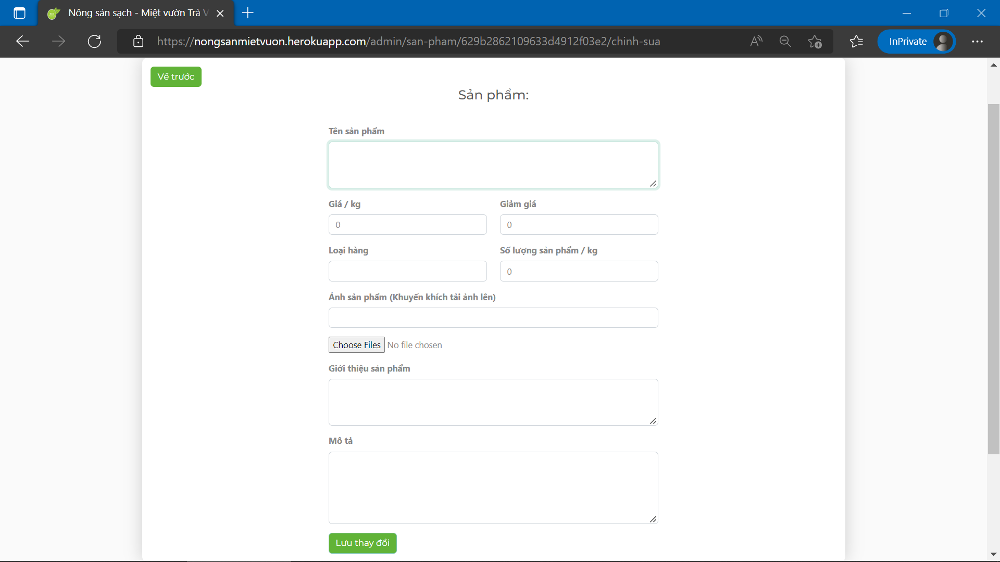 Nông sản sạch - Miệt vườn Trà V
https://nongsanmietvuon.herokuapp.com/admin/san-pham/629b2862109633d4912f03e2/chinh-sua
InPrivate
Về trước
Sản phẩm:
Tên sản phẩm
Giá / kg
Giảm giá
0
0
Loại hàng
Số lượng sản phẩm / kg
0
Ảnh sản phẩm (Khuyến khích tải ảnh lên)
Choose Files No file chosen
Giới thiệu sản phẩm
Mô tả
Lưu thay đổi